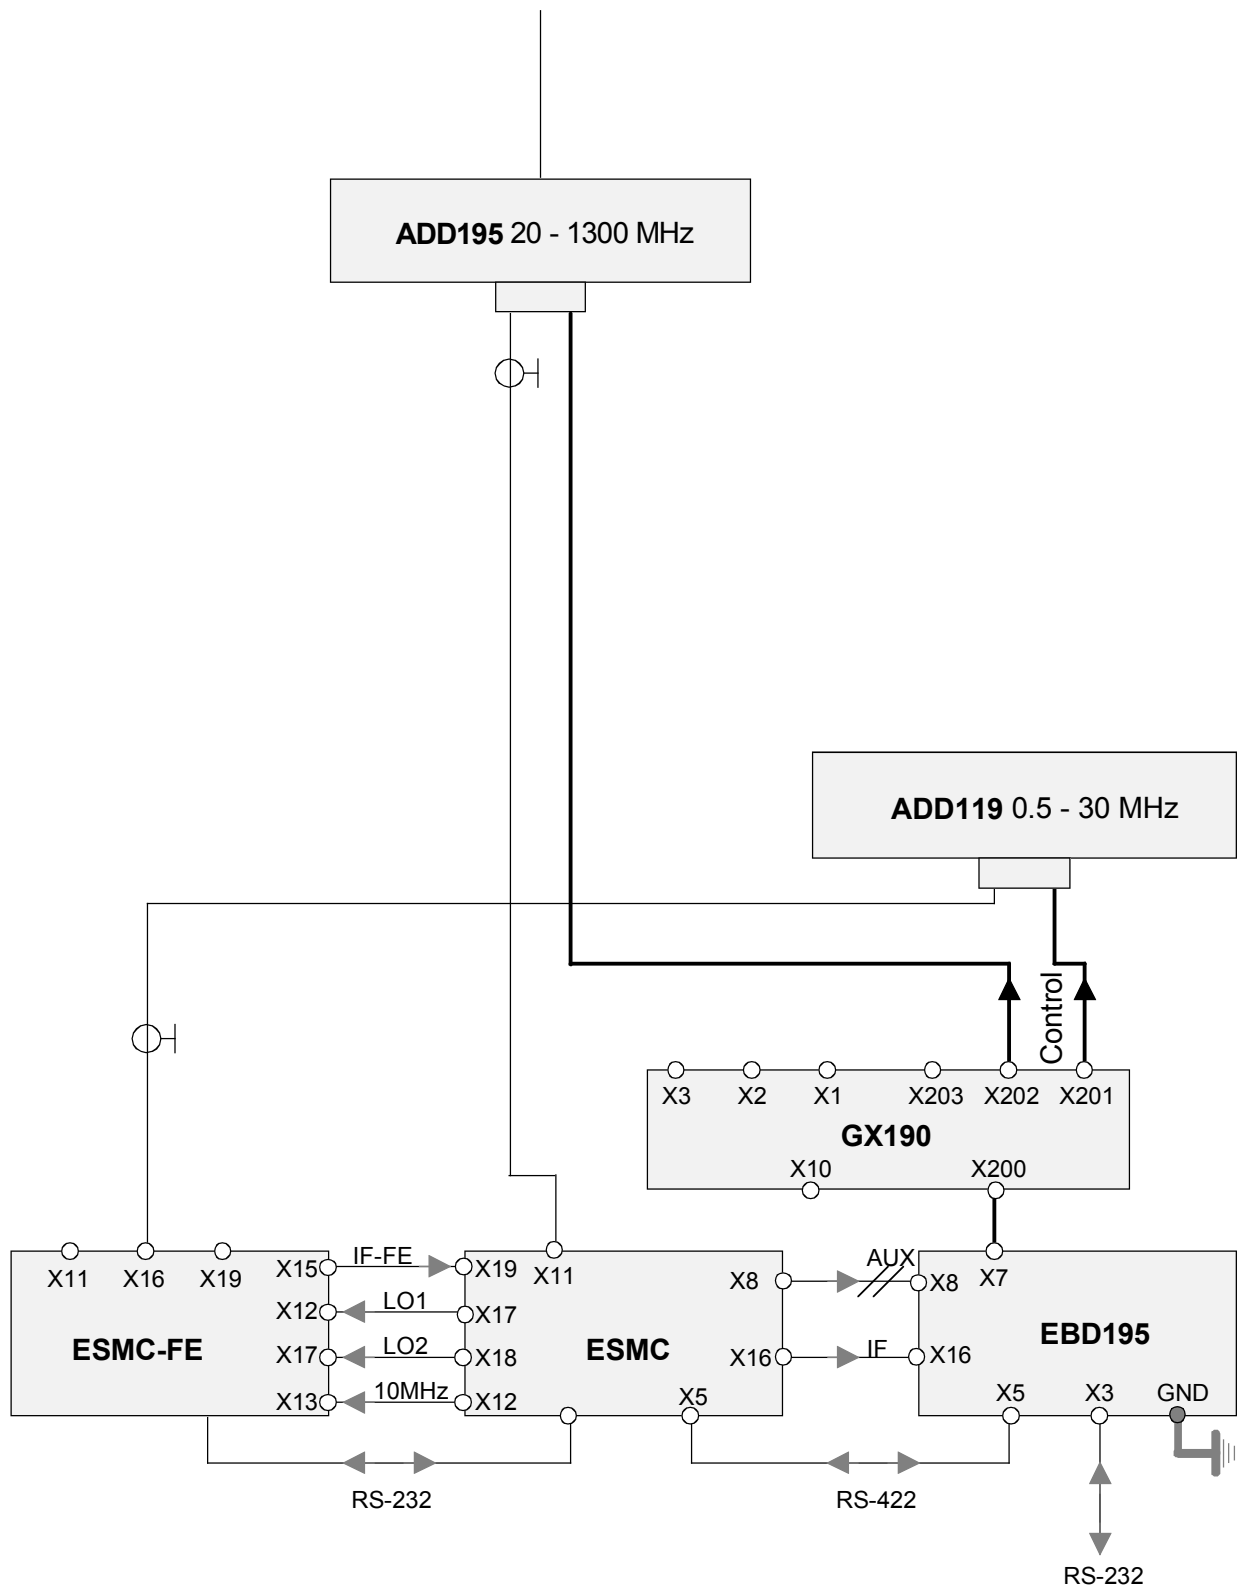 ADD195 20 - 1300 MHz
ADD119 0.5 - 30 MHz
Control
X3 X2 X1 X203 X202 X201
GX190
X10 X200
X11 X16 X19 X15 IF-FE X19 X11 X8 AUX X8 X7
X12 LO1 X17
ESMC-FE X17 LO2 X18 ESMC X16 IF X16 EBD195
X13 10MHz X12 X5 X5 X3 GND
RS-232 RS-422
RS-232